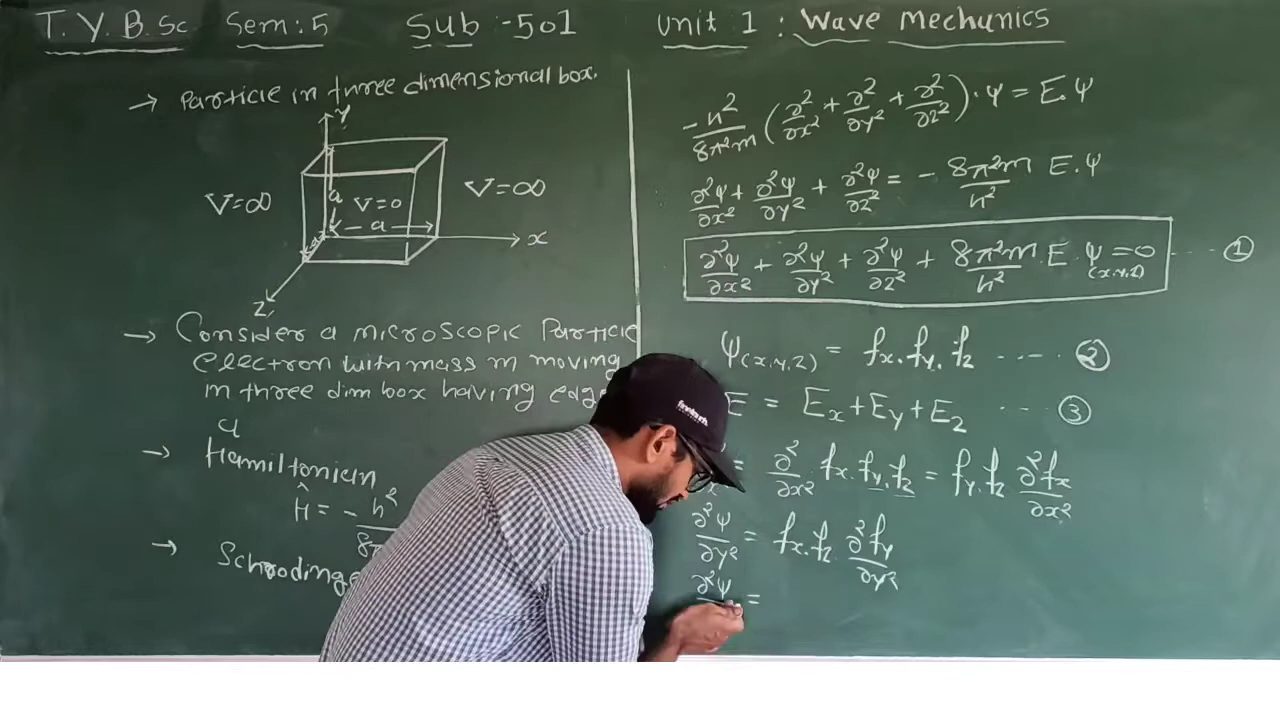 T.Y.B.Sc Sem:5 Sub:-501 Unit 1: Wave Mechanics
→ Particle in three dimensional box.
Y
V=∞
a
V=0
V=∞
a
a
x
Z
→ Consider a microscopic Particle
electron with mass m moving
in three dim box having edge
a
→ Hamiltonian
Ĥ = - h²
8π
→ Schrodinge
-h²/8π²m (∂²/∂x² + ∂²/∂y² + ∂²/∂z²)·ψ = E.ψ
∂²ψ/∂x² + ∂²ψ/∂y² + ∂²ψ/∂z² = - 8π²m/h² E.ψ
∂²ψ/∂x² + ∂²ψ/∂y² + ∂²ψ/∂z² + 8π²m/h² E.ψ(x,y,z) = 0 ---- ①
ψ(x,y,z) = fx.fy.fz ---- ②
E = Ex+Ey+Ez ---- ③
= ∂²/∂x² fx.fy.fz = fy.fz ∂²fx/∂x²
∂²ψ/∂y² = fx.fz ∂²fy/∂y²
∂²ψ =